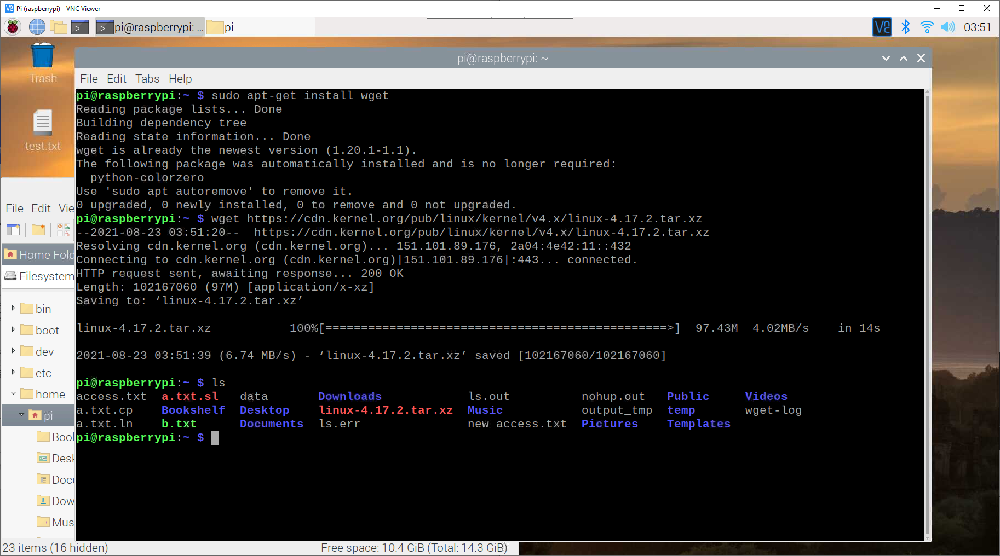 Pi (raspberrypi) - VNC Viewer
pi@raspberrypi: ...
pi
03:51
Trash
test.txt
pi@raspberrypi: ~
File Edit Tabs Help
pi@raspberrypi:~ $ sudo apt-get install wget
Reading package lists... Done
Building dependency tree
Reading state information... Done
wget is already the newest version (1.20.1-1.1).
The following package was automatically installed and is no longer required:
  python-colorzero
Use 'sudo apt autoremove' to remove it.
0 upgraded, 0 newly installed, 0 to remove and 0 not upgraded.
pi@raspberrypi:~ $ wget https://cdn.kernel.org/pub/linux/kernel/v4.x/linux-4.17.2.tar.xz
--2021-08-23 03:51:20--  https://cdn.kernel.org/pub/linux/kernel/v4.x/linux-4.17.2.tar.xz
Resolving cdn.kernel.org (cdn.kernel.org)... 151.101.89.176, 2a04:4e42:11::432
Connecting to cdn.kernel.org (cdn.kernel.org)|151.101.89.176|:443... connected.
HTTP request sent, awaiting response... 200 OK
Length: 102167060 (97M) [application/x-xz]
Saving to: ‘linux-4.17.2.tar.xz’
linux-4.17.2.tar.xz 100%[================================================>] 97.43M 4.02MB/s in 14s
2021-08-23 03:51:39 (6.74 MB/s) - ‘linux-4.17.2.tar.xz’ saved [102167060/102167060]
pi@raspberrypi:~ $ ls
access.txt a.txt.sl data Downloads ls.out nohup.out Public Videos
a.txt.cp Bookshelf Desktop linux-4.17.2.tar.xz Music output_tmp temp wget-log
a.txt.ln b.txt Documents ls.err new_access.txt Pictures Templates
pi@raspberrypi:~ $
File Edit Vie
Home Fold
Filesystem
bin
boot
dev
etc
home
pi
Book
Desk
Docu
Dow
Mus
23 items (16 hidden)
Free space: 10.4 GiB (Total: 14.3 GiB)